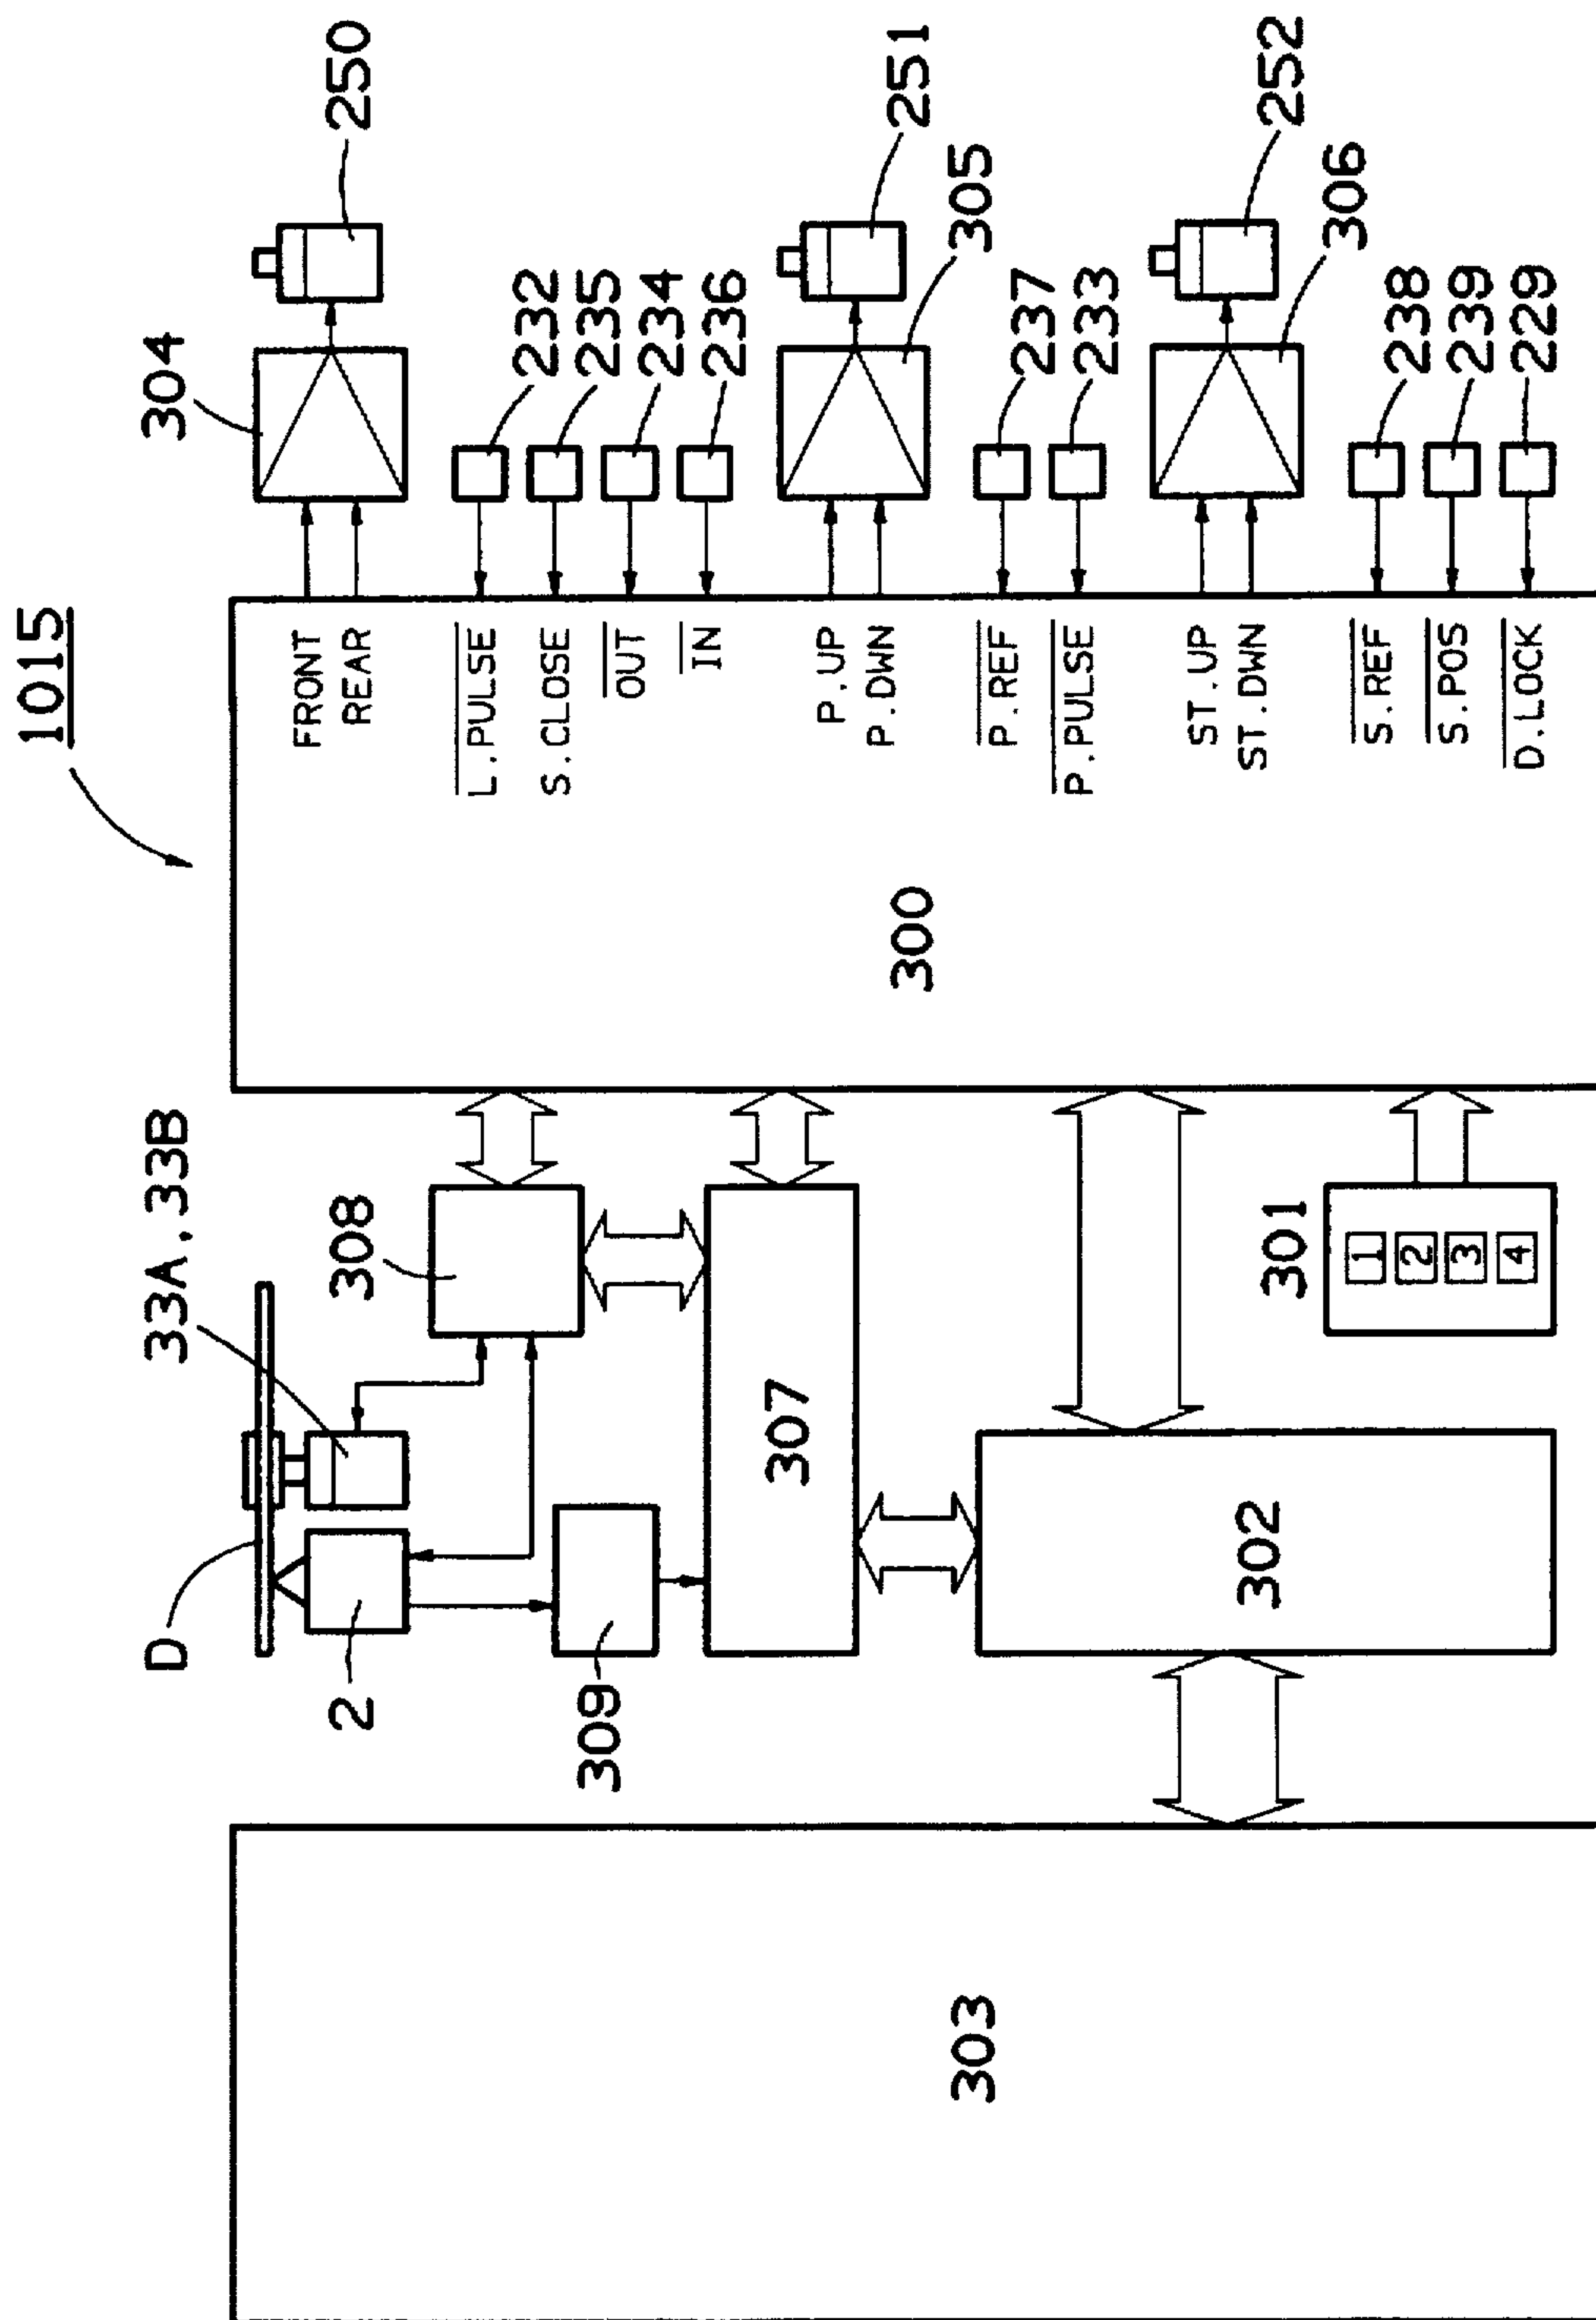 1015
304
250
FRONT
REAR
232
235
234
236
L.PULSE
S.CLOSE
OUT
IN
251
305
P.UP
P.DWN
237
233
P.REF
P.PULSE
252
306
ST.UP
ST.DWN
238
239
229
S.REF
S.POS
D.LOCK
300
33A, 33B
D
2
308
309
307
302
301
1
2
3
4
303